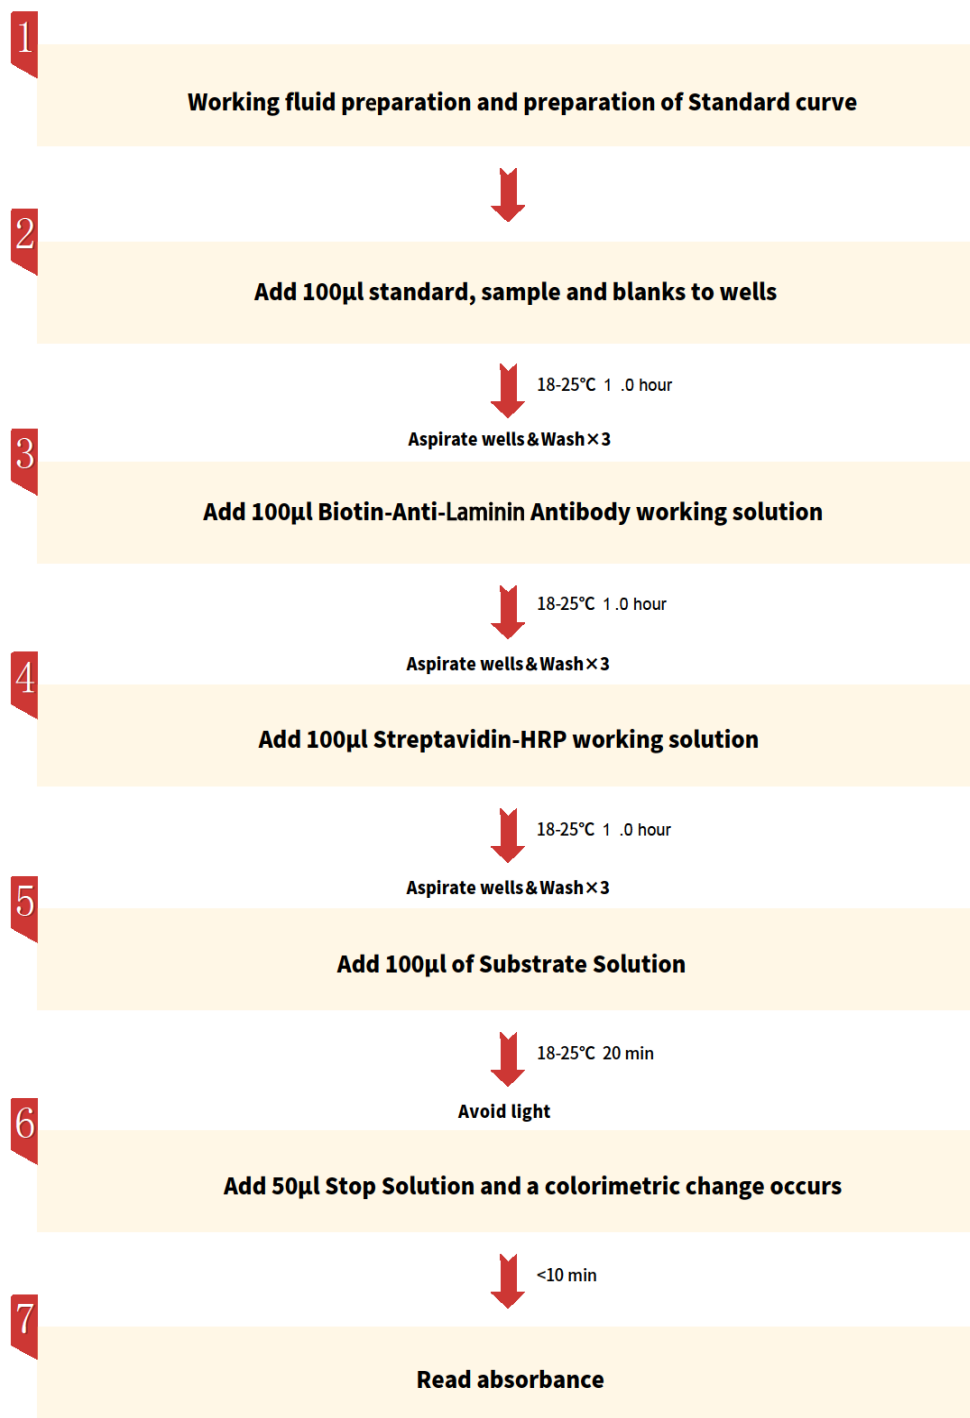 1
Working fluid preparation and preparation of Standard curve
2
Add 100μl standard, sample and blanks to wells
18-25℃ 1 .0 hour
Aspirate wells&Wash×3
3
Add 100μl Biotin-Anti-Laminin Antibody working solution
18-25℃ 1 .0 hour
Aspirate wells&Wash×3
4
Add 100μl Streptavidin-HRP working solution
18-25℃ 1 .0 hour
Aspirate wells&Wash×3
5
Add 100μl of Substrate Solution
18-25℃ 20 min
Avoid light
6
Add 50μl Stop Solution and a colorimetric change occurs
<10 min
7
Read absorbance